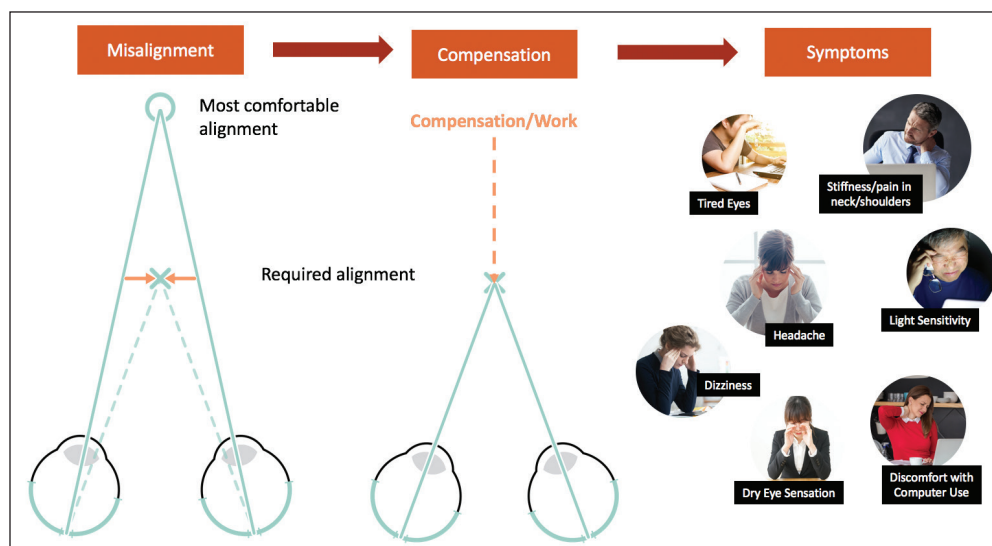 Misalignment
Compensation
Symptoms
Most comfortable
alignment
Required alignment
Compensation/Work
Tired Eyes
Stiffness/pain in
neck/shoulders
Headache
Light Sensitivity
Dizziness
Dry Eye Sensation
Discomfort with
Computer Use